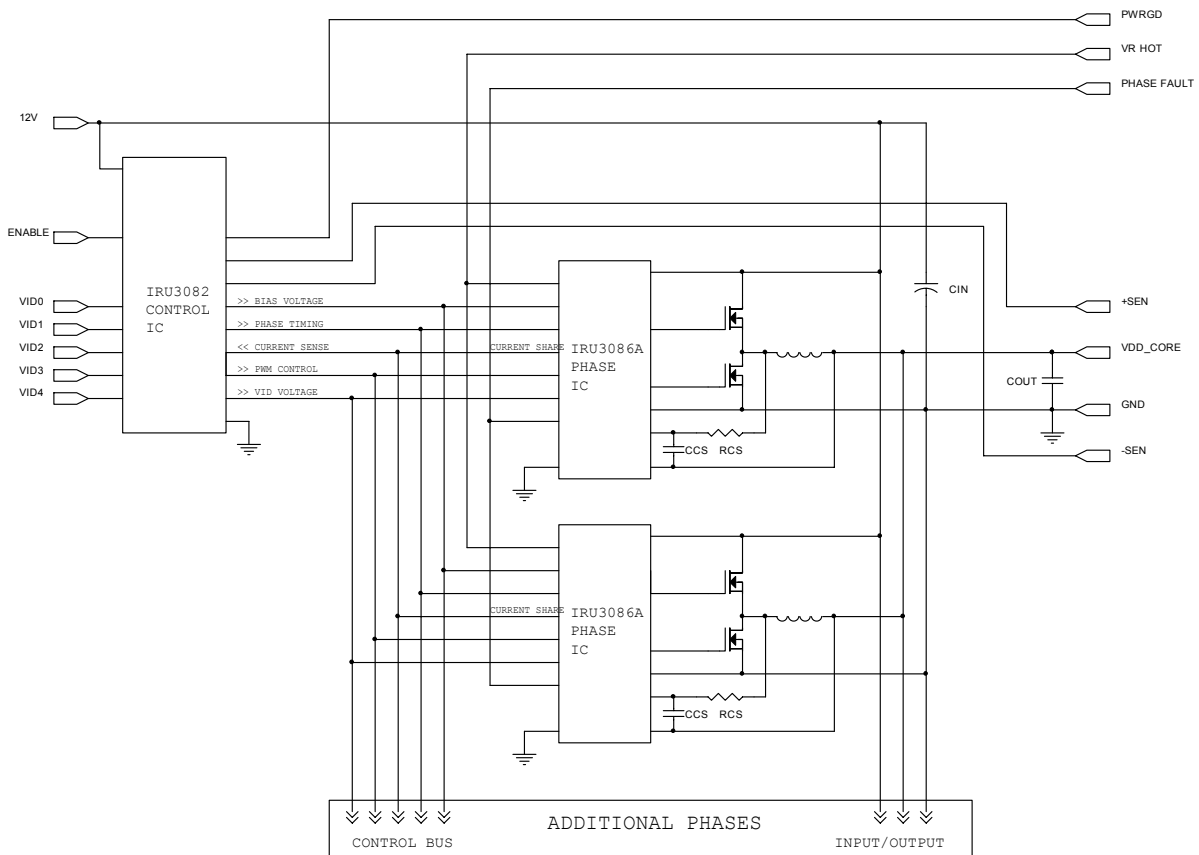 PWRGD
VR HOT
PHASE FAULT
12V
ENABLE
IRU3082
CONTROL
IC
VID0
VID1
VID2
VID3
VID4
>> BIAS VOLTAGE
>> PHASE TIMING
<< CURRENT SENSE
>> PWM CONTROL
>> VID VOLTAGE
CURRENT SHARE
IRU3086A
PHASE
IC
CCS
RCS
CIN
+SEN
VDD_CORE
COUT
GND
-SEN
CURRENT SHARE
IRU3086A
PHASE
IC
CCS
RCS
ADDITIONAL PHASES
CONTROL BUS
INPUT/OUTPUT